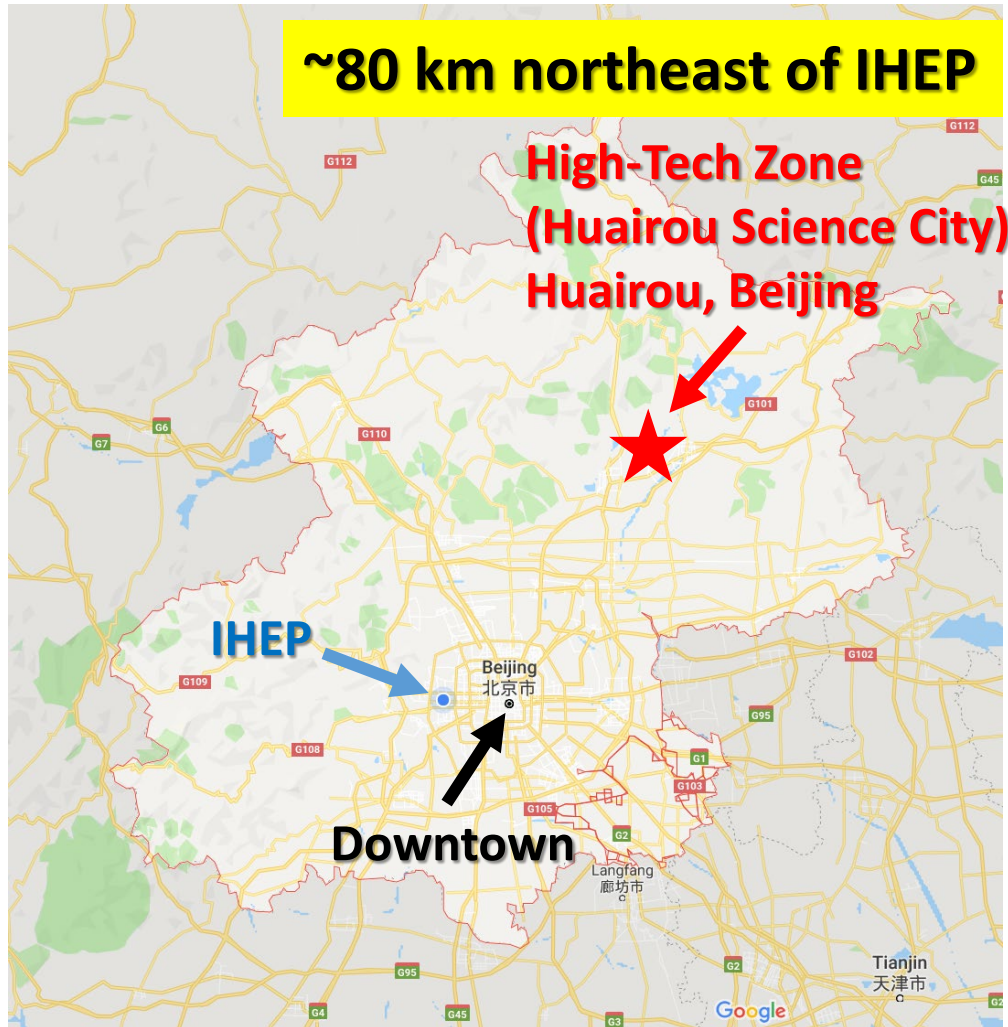 ~80 km northeast of IHEP
G112
G112
High-Tech Zone
G45
(Huairou Science City)
Huairou, Beijing
G101
G6
G7
G110
IHEP
G102
Beijing
北京市
G109
G95
G108
G1
G103
G105
G2
Downtown
Langfang
廊坊市
G95
G2
Tianjin
天津市
G4
G45
G3
Google
G2